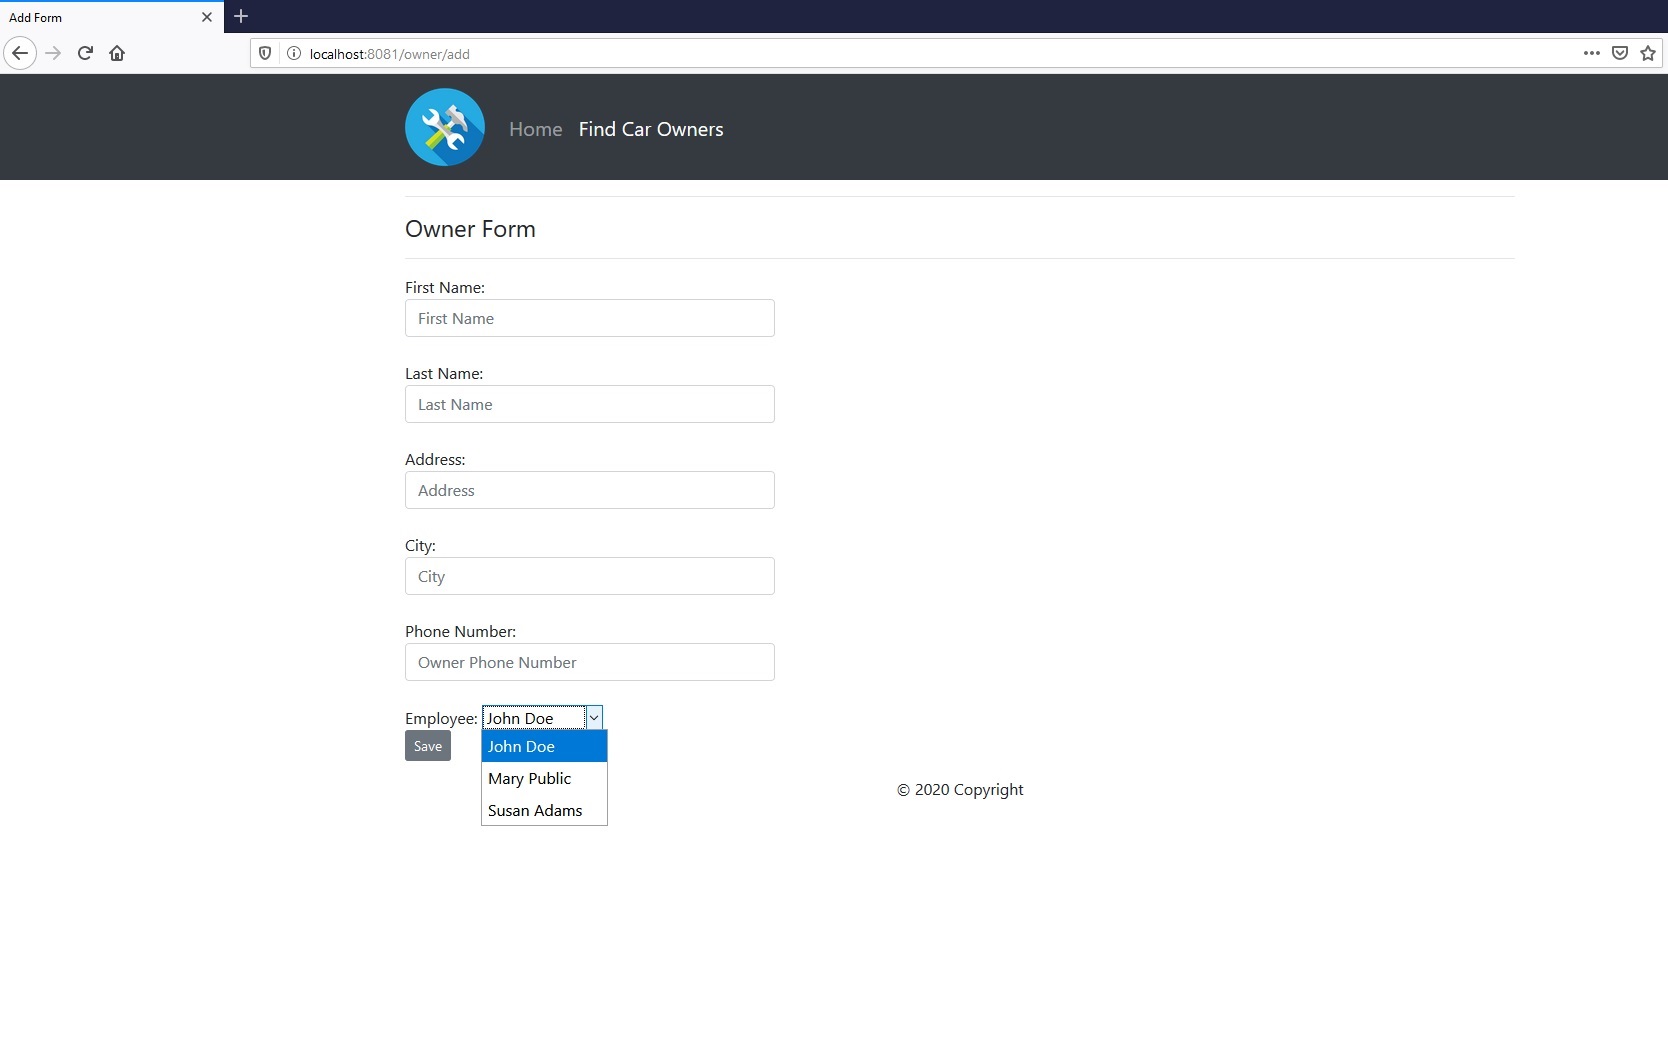 Add Form
localhost:8081/owner/add
Home Find Car Owners
Owner Form
First Name:
First Name
Last Name:
Last Name
Address:
Address
City:
City
Phone Number:
Owner Phone Number
Employee: John Doe
Save
John Doe
Mary Public
Susan Adams
© 2020 Copyright